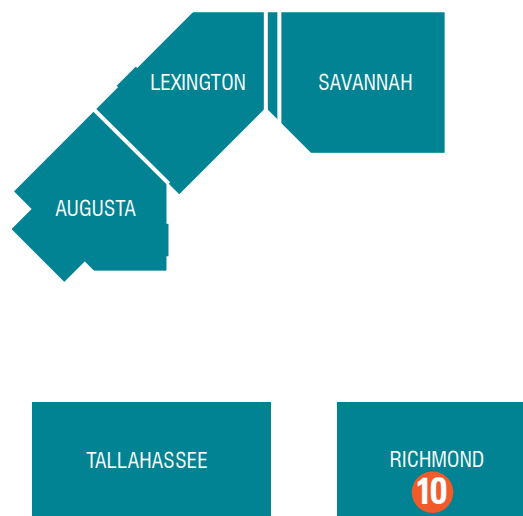 LEXINGTON
SAVANNAH
AUGUSTA
TALLAHASSEE
RICHMOND
10